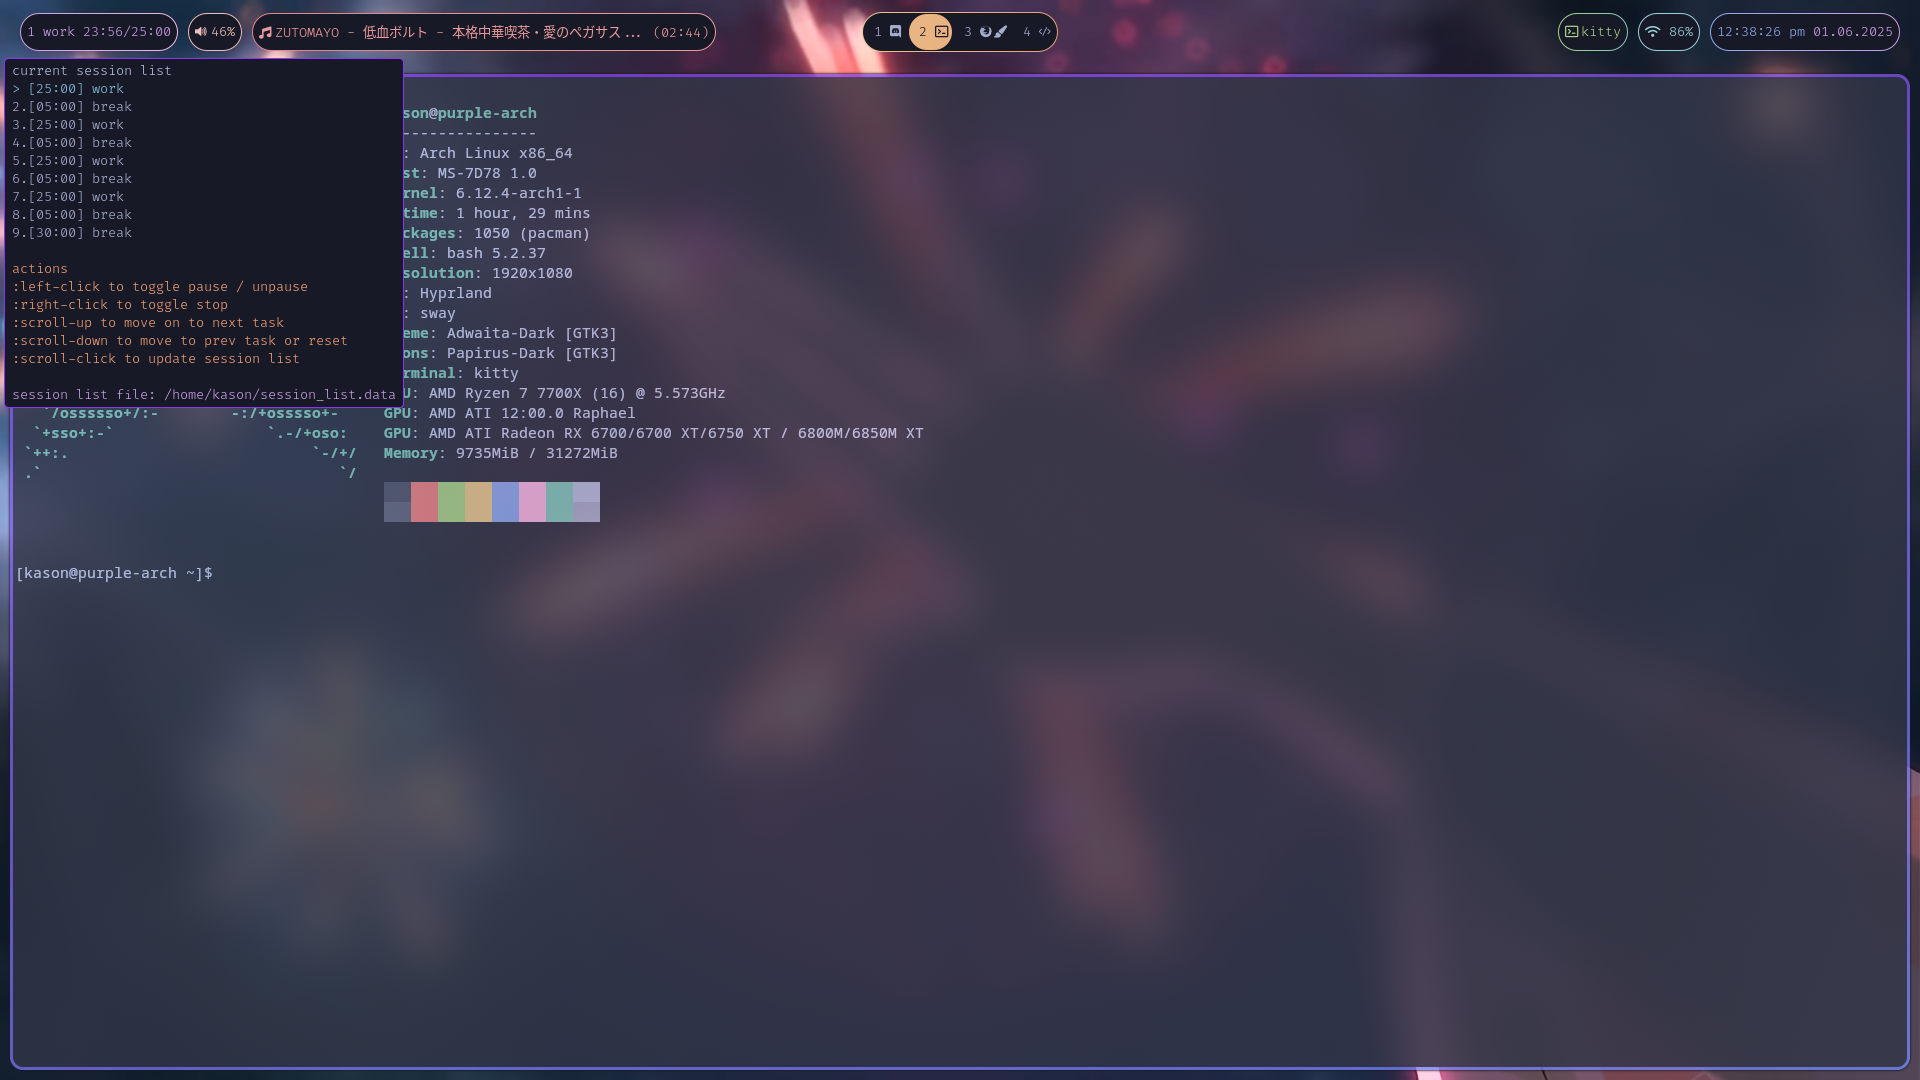 1 work 23:56/25:00
46%
ZUTOMAYO - 低血ボルト - 本格中華喫茶・愛のペガサス... (02:44)
1
2
3
4 </>
kitty
86%
12:38:26 pm 01.06.2025
current session list
> [25:00] work
2.[05:00] break
3.[25:00] work
4.[05:00] break
5.[25:00] work
6.[05:00] break
7.[25:00] work
8.[05:00] break
9.[30:00] break
actions
:left-click to toggle pause / unpause
:right-click to toggle stop
:scroll-up to move on to next task
:scroll-down to move to prev task or reset
:scroll-click to update session list
session list file: /home/kason/session_list.data
son@purple-arch
---------------
: Arch Linux x86_64
st: MS-7D78 1.0
rnel: 6.12.4-arch1-1
time: 1 hour, 29 mins
ckages: 1050 (pacman)
ell: bash 5.2.37
solution: 1920x1080
: Hyprland
: sway
eme: Adwaita-Dark [GTK3]
ons: Papirus-Dark [GTK3]
rminal: kitty
U: AMD Ryzen 7 7700X (16) @ 5.573GHz
`/ossssso+/:-        -:/+osssso+- GPU: AMD ATI 12:00.0 Raphael
`+sso+:-`                 `.-/+oso: GPU: AMD ATI Radeon RX 6700/6700 XT/6750 XT / 6800M/6850M XT
`++:.                           `-/+/ Memory: 9735MiB / 31272MiB
.`                                 `/
[kason@purple-arch ~]$